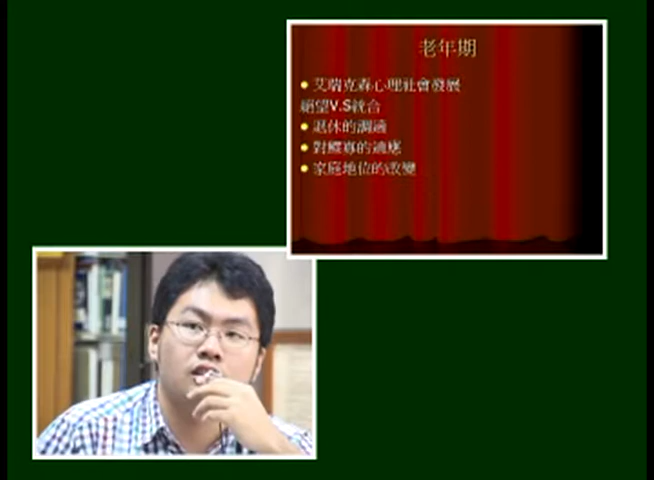 老年期
艾瑞克森心理社會發展
絕望V.S統合
退休的調適
對鰥寡的適應
家庭地位的改變